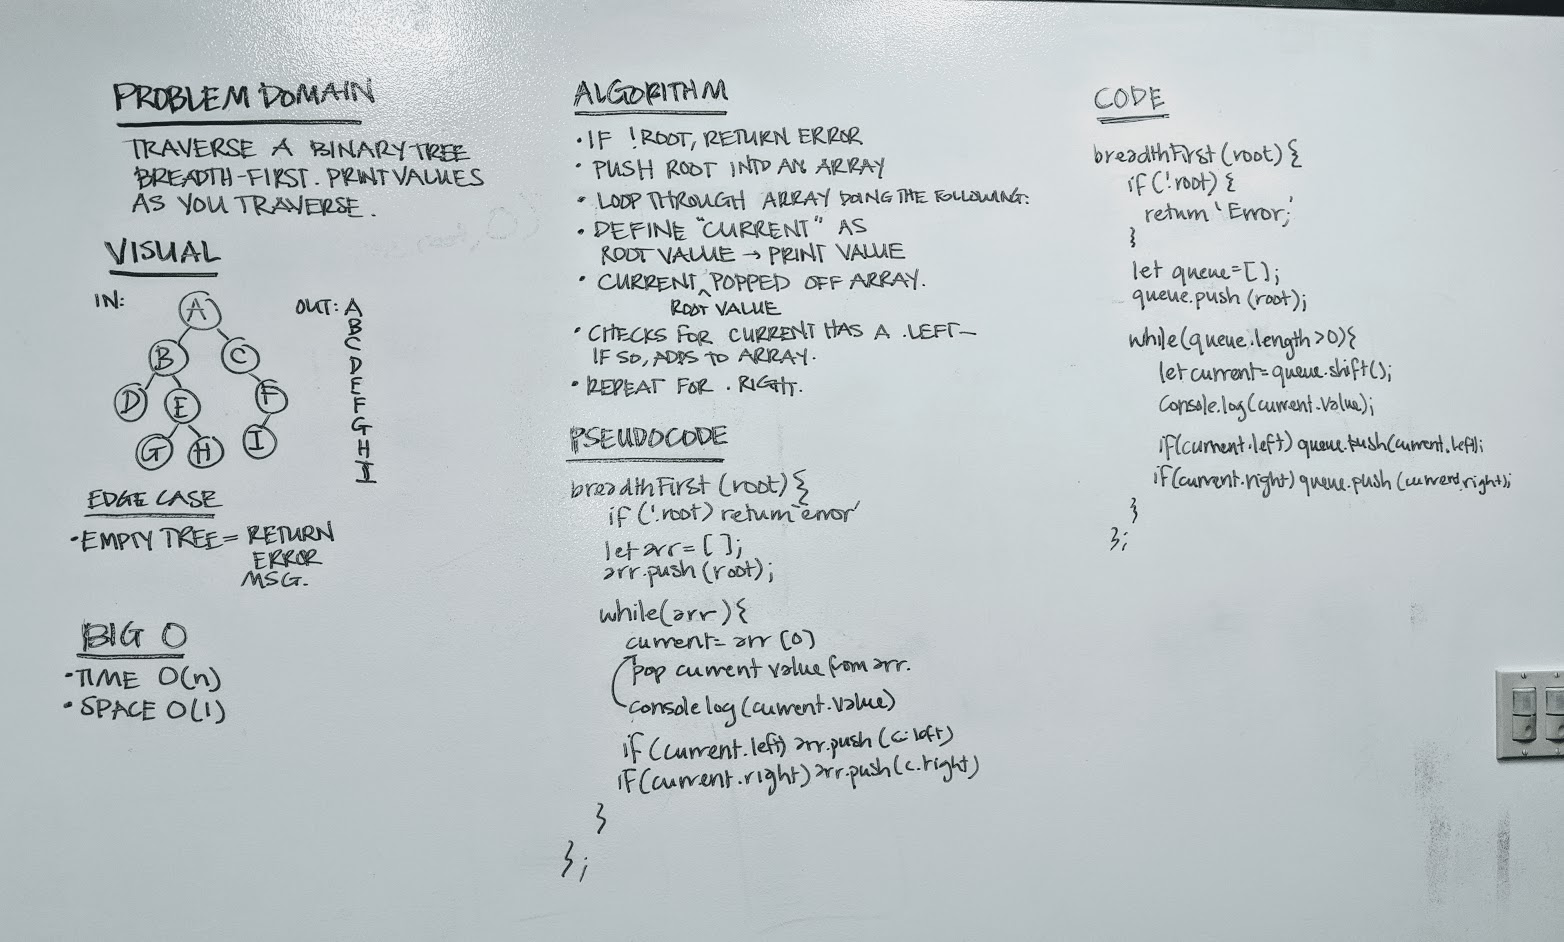 PROBLEM DOMAIN
TRAVERSE A BINARY TREE
BREADTH-FIRST. PRINT VALUES
AS YOU TRAVERSE.
VISUAL
IN:
A
B C
D E F
G H I
OUT: A
B
C
D
E
F
G
H
I
EDGE CASE
• EMPTY TREE = RETURN
ERROR
MSG.
BIG O
• TIME O(n)
• SPACE O(1)
ALGORITHM
• IF !ROOT, RETURN ERROR
• PUSH ROOT INTO AN ARRAY
• LOOP THROUGH ARRAY DOING THE FOLLOWING:
• DEFINE "CURRENT" AS
ROOT VALUE → PRINT VALUE
• CURRENT ^ POPPED OFF ARRAY.
ROOT VALUE
• CHECKS FOR CURRENT HAS A .LEFT—
IF SO, ADDS TO ARRAY.
• REPEAT FOR .RIGHT.
PSEUDOCODE
breadthFirst (root) {
if (!root) return 'error'
let arr = [ ];
arr.push (root);
while(arr) {
current = arr [0]
pop current value from arr.
console log (current.value)
if (current.left) arr.push (c.left)
if (current.right) arr.push (c.right)
}
};
CODE
breadthFirst (root) {
if (!root) {
return 'Error;'
}
let queue = [ ];
queue.push (root);
while(queue.length > 0){
let current = queue.shift();
Console.log(current.value);
if(current.left) queue.push(current.left);
if(current.right) queue.push (current.right);
}
};